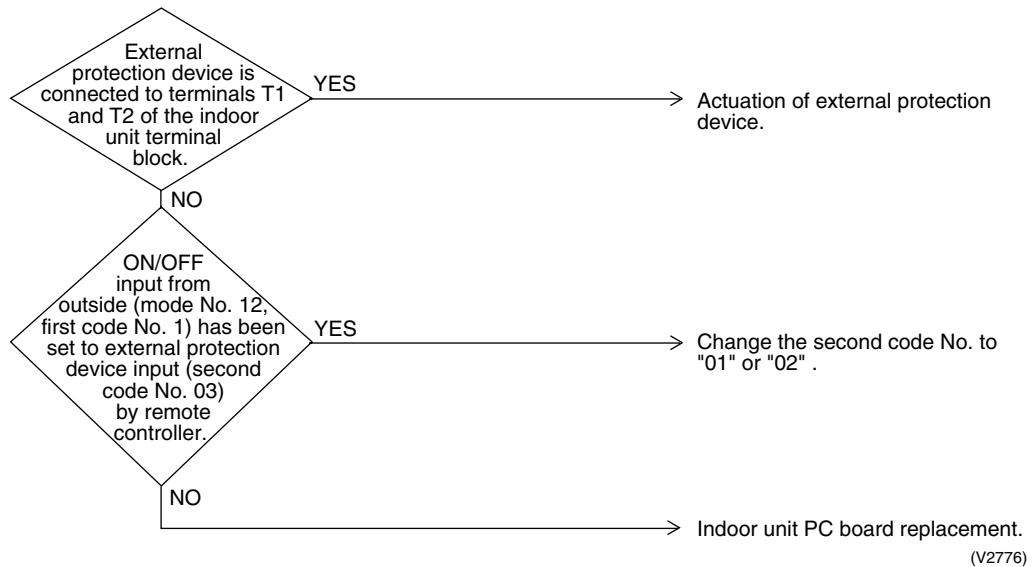 External
protection device is
connected to terminals T1
and T2 of the indoor
unit terminal
block.
YES
Actuation of external protection
device.
NO
ON/OFF
input from
outside (mode No. 12,
first code No. 1) has been
set to external protection
device input (second
code No. 03)
by remote
controller.
YES
Change the second code No. to
"01" or "02" .
NO
Indoor unit PC board replacement.
(V2776)